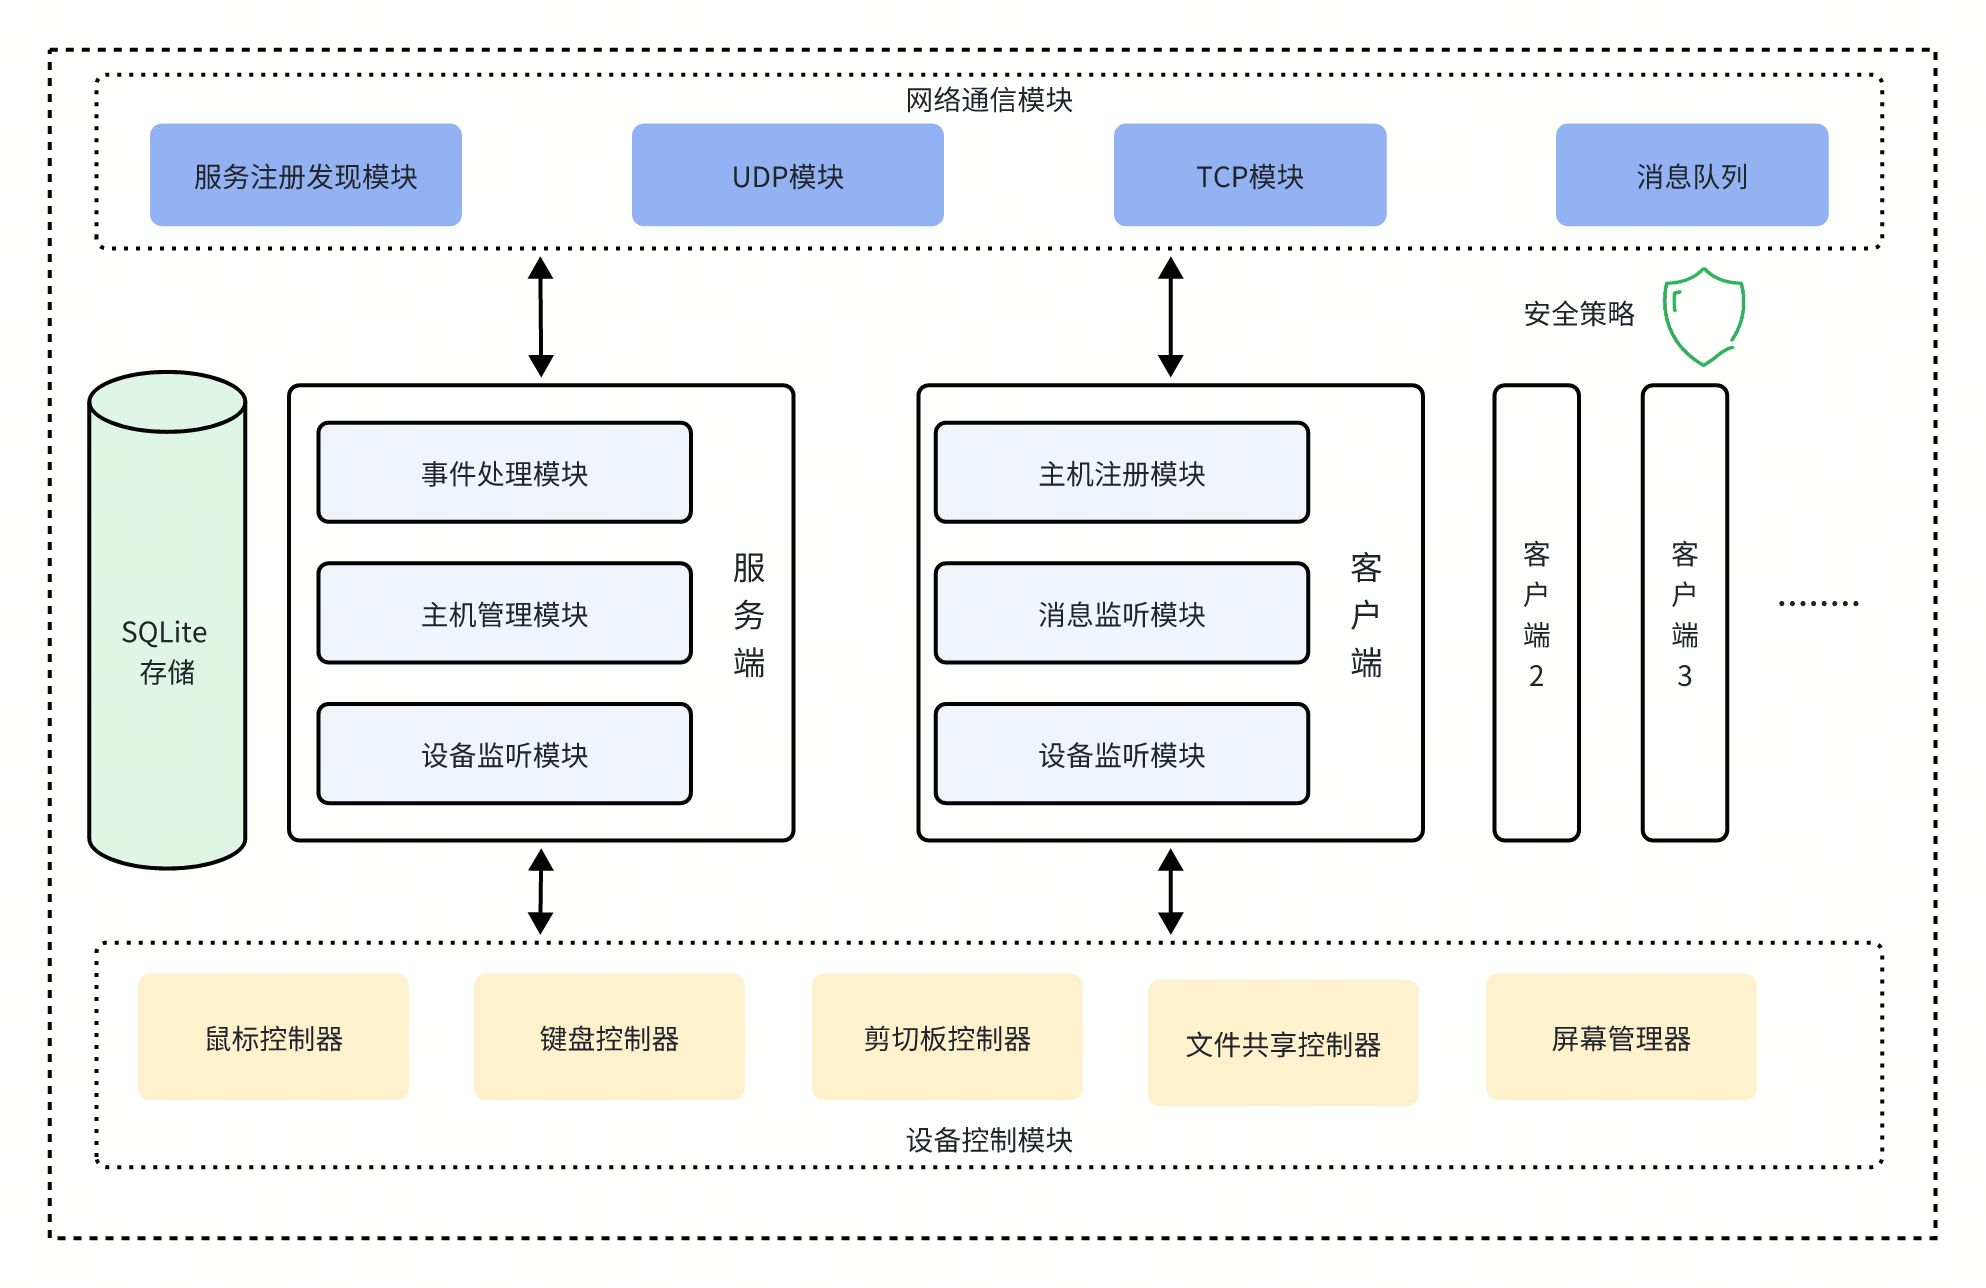 网络通信模块
服务注册发现模块
UDP模块
TCP模块
消息队列
安全策略
SQLite
存储
事件处理模块
主机管理模块
设备监听模块
服
务
端
主机注册模块
消息监听模块
设备监听模块
客
户
端
客
户
端
2
客
户
端
3
········
鼠标控制器
键盘控制器
剪切板控制器
文件共享控制器
屏幕管理器
设备控制模块